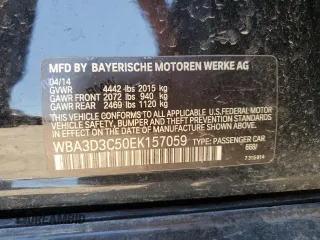 MFD BY BAYERISCHE MOTOREN WERKE AG
04/14
GVWR 4442 lbs 2015 kg
GAWR FRONT 2072 lbs 940 kg
GAWR REAR 2469 lbs 1120 kg
THIS VEHICLE CONFORMS TO ALL APPLICABLE
U.S. FEDERAL MOTOR VEHICLE SAFETY, BUMPER,
AND THEFT PREVENTION STANDARDS IN EFFECT
ON THE DATE OF MANUFACTURE SHOWN ABOVE.
WBA3D3C50EK157059 TYPE: PASSENGER CAR
668/